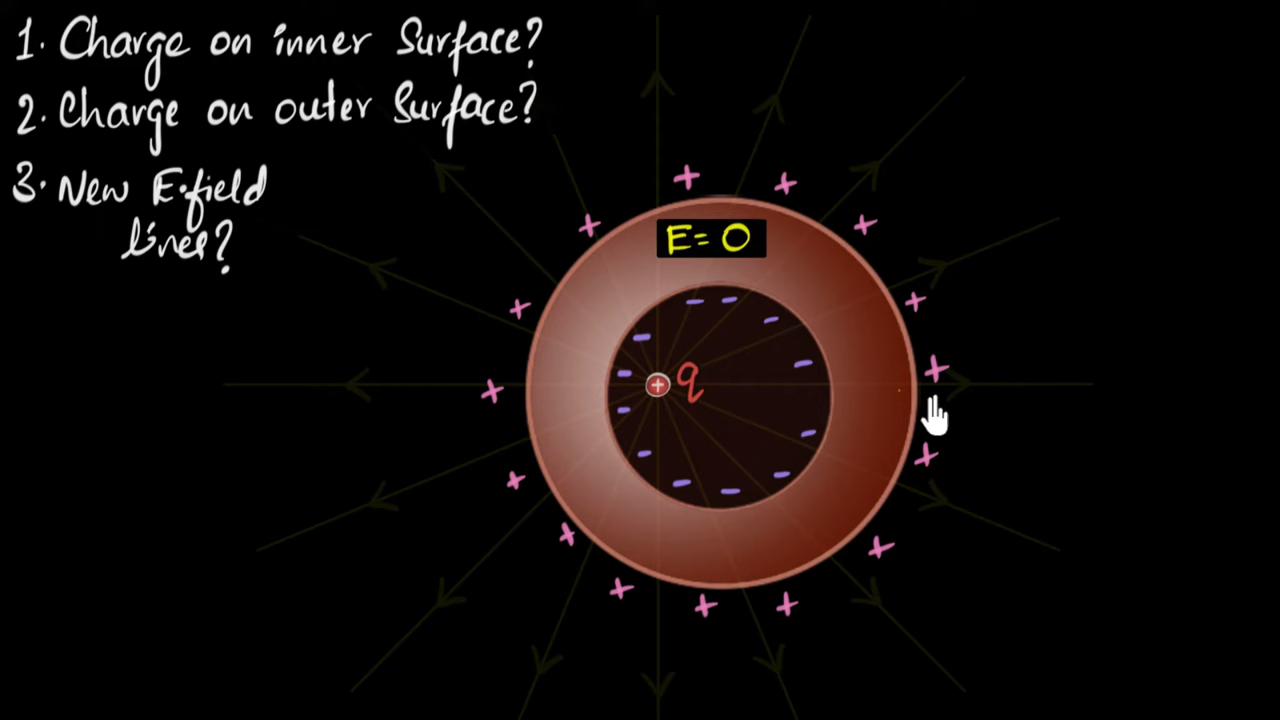 1. Charge on inner Surface?
2. Charge on outer Surface?
3. New E.field
lines?
E= 0
q